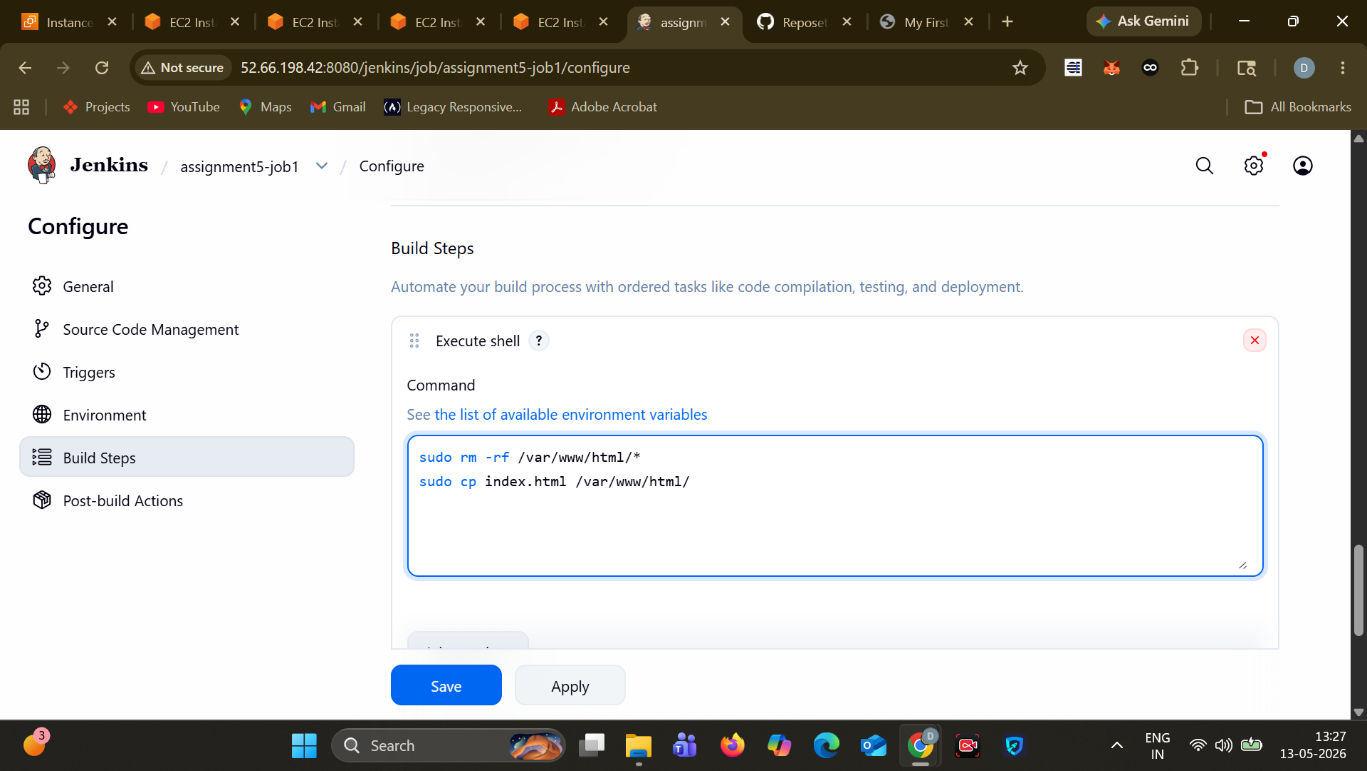 Instance
EC2 Inst
EC2 Inst
EC2 Inst
EC2 Inst
assignm
Reposet
My First
Ask Gemini
Not secure
52.66.198.42:8080/jenkins/job/assignment5-job1/configure
D
Projects
YouTube
Maps
Gmail
Legacy Responsive...
Adobe Acrobat
All Bookmarks
Jenkins / assignment5-job1 / Configure
Configure
General
Source Code Management
Triggers
Environment
Build Steps
Post-build Actions
Build Steps
Automate your build process with ordered tasks like code compilation, testing, and deployment.
Execute shell ?
Command
See the list of available environment variables
sudo rm -rf /var/www/html/*
sudo cp index.html /var/www/html/
Save
Apply
3
Search
D
ENG
IN
13:27
13-05-2026